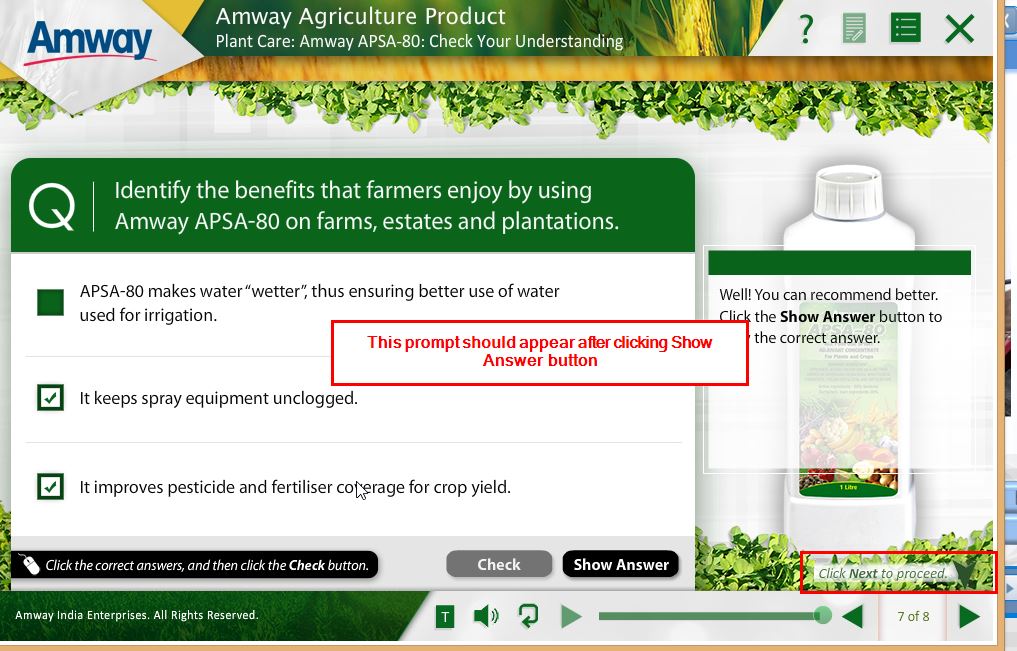 Amway
Amway Agriculture Product
Plant Care: Amway APSA-80: Check Your Understanding
?
Q
Identify the benefits that farmers enjoy by using
Amway APSA-80 on farms, estates and plantations.
APSA-80 makes water “wetter”, thus ensuring better use of water
used for irrigation.
It keeps spray equipment unclogged.
It improves pesticide and fertiliser coverage for crop yield.
This prompt should appear after clicking Show
Answer button
Well! You can recommend better.
Click the Show Answer button to
the correct answer.
APSA-80
For Plants and Crops
1 Litre
Click the correct answers, and then click the Check button.
Check
Show Answer
Click Next to proceed.
Amway India Enterprises. All Rights Reserved.
T
7 of 8